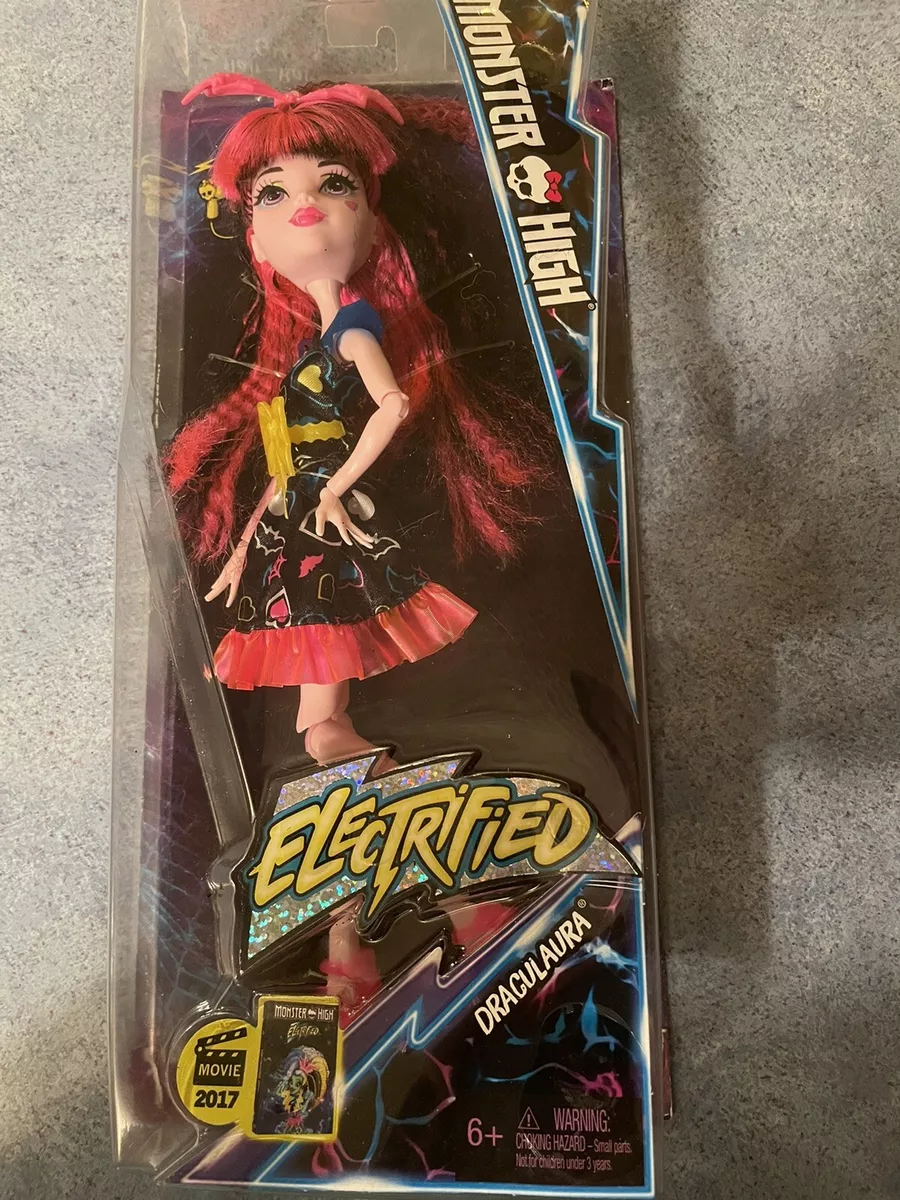 MONSTER HIGH®
ELECTRIFIED
DRACULAURA®
MONSTER HIGH
ELECTRIFIED
MOVIE
2017
6+
WARNING:
CHOKING HAZARD – Small parts.
Not for children under 3 years.